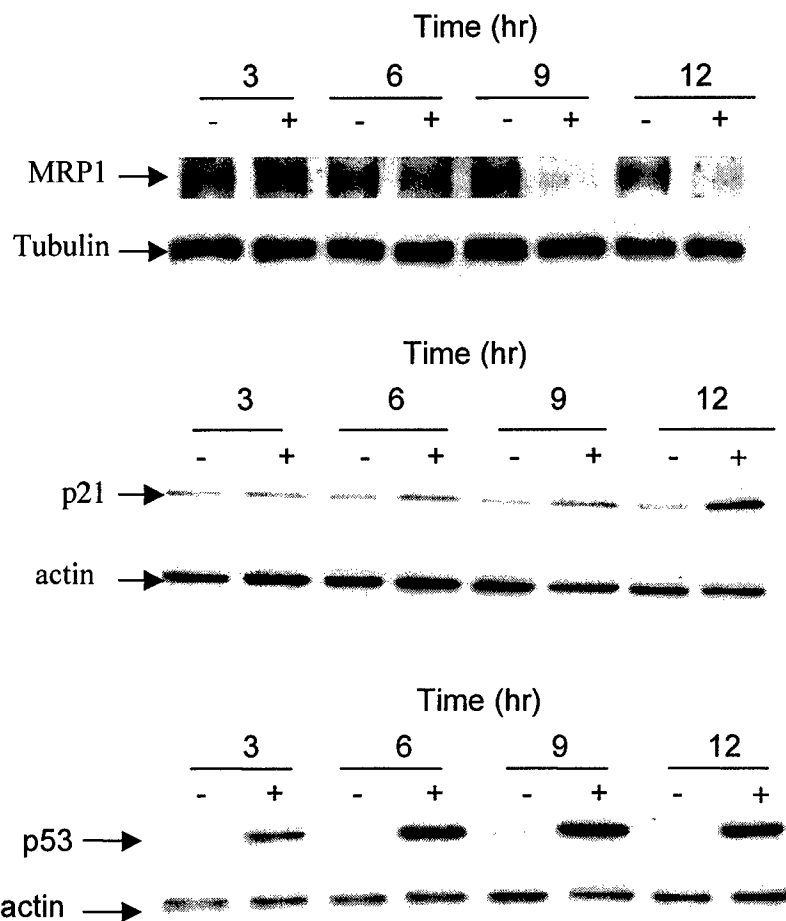 Time (hr)
3 6 9 12
- + - + - + - +
MRP1
Tubulin
Time (hr)
3 6 9 12
- + - + - + - +
p21
actin
Time (hr)
3 6 9 12
- + - + - + - +
p53
actin